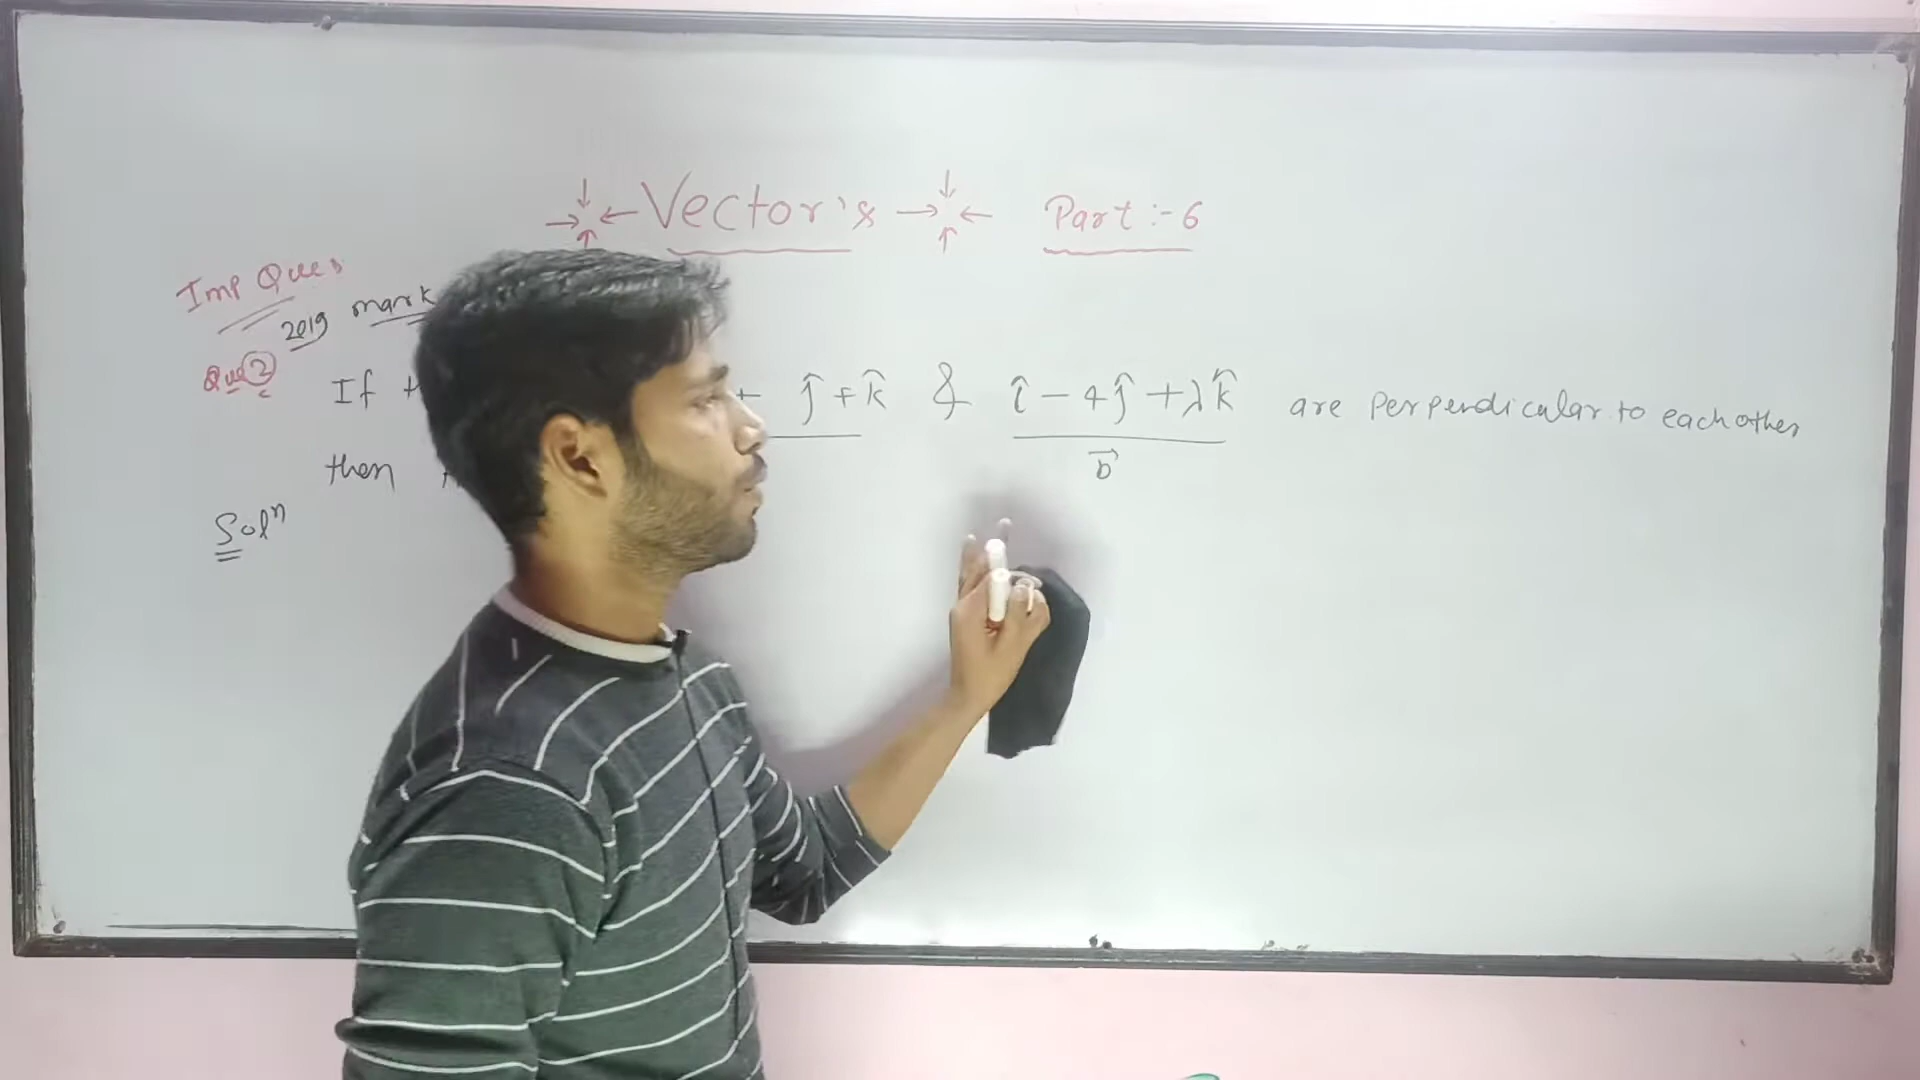 →← Vector's →← Part :- 6
Imp Ques
2019 mark
Que 2
If + ĵ + k̂ & î - 4ĵ + λk̂ are perpendicular to each other
b⃗
then
Solⁿ